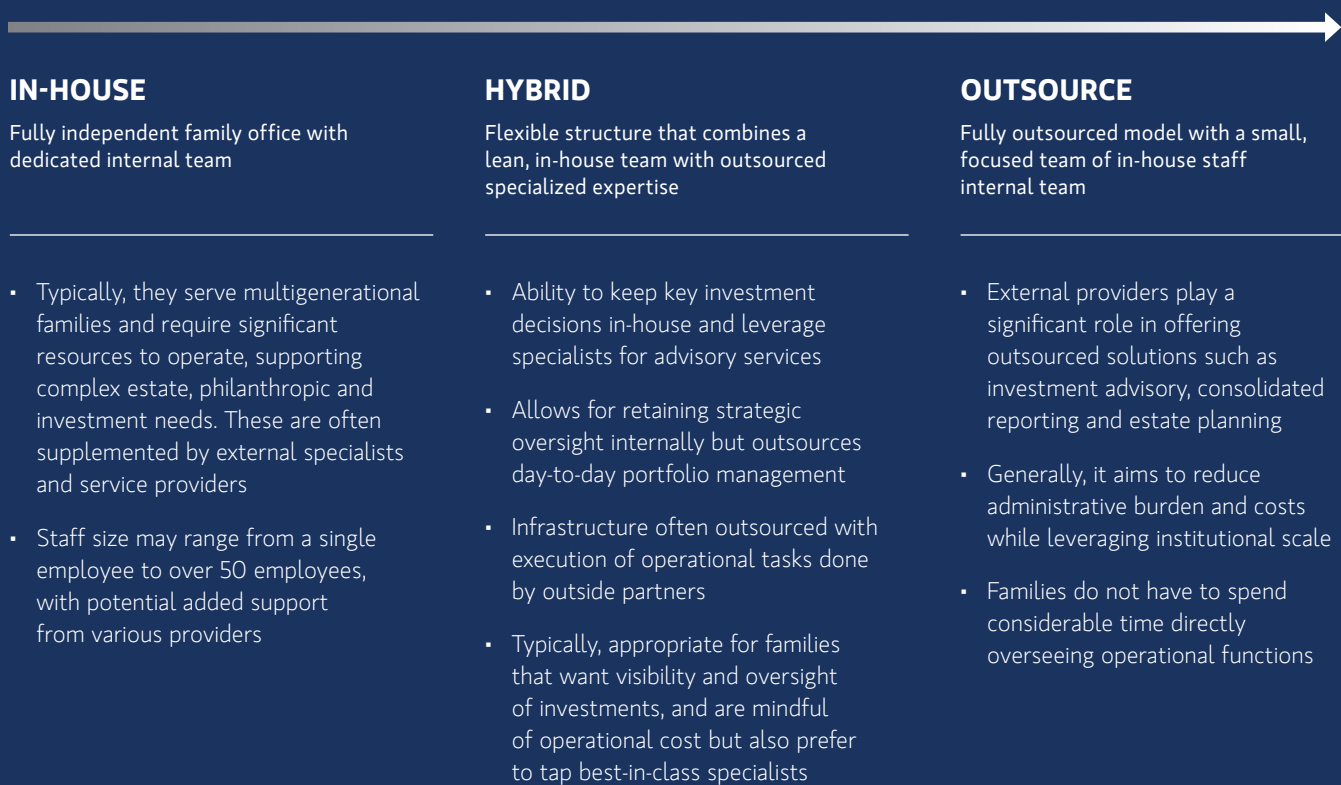 IN-HOUSE
Fully independent family office with
dedicated internal team
▪ Typically, they serve multigenerational
families and require significant
resources to operate, supporting
complex estate, philanthropic and
investment needs. These are often
supplemented by external specialists
and service providers
▪ Staff size may range from a single
employee to over 50 employees,
with potential added support
from various providers
HYBRID
Flexible structure that combines a
lean, in-house team with outsourced
specialized expertise
▪ Ability to keep key investment
decisions in-house and leverage
specialists for advisory services
▪ Allows for retaining strategic
oversight internally but outsources
day-to-day portfolio management
▪ Infrastructure often outsourced with
execution of operational tasks done
by outside partners
▪ Typically, appropriate for families
that want visibility and oversight
of investments, and are mindful
of operational cost but also prefer
to tap best-in-class specialists
OUTSOURCE
Fully outsourced model with a small,
focused team of in-house staff
internal team
▪ External providers play a
significant role in offering
outsourced solutions such as
investment advisory, consolidated
reporting and estate planning
▪ Generally, it aims to reduce
administrative burden and costs
while leveraging institutional scale
▪ Families do not have to spend
considerable time directly
overseeing operational functions